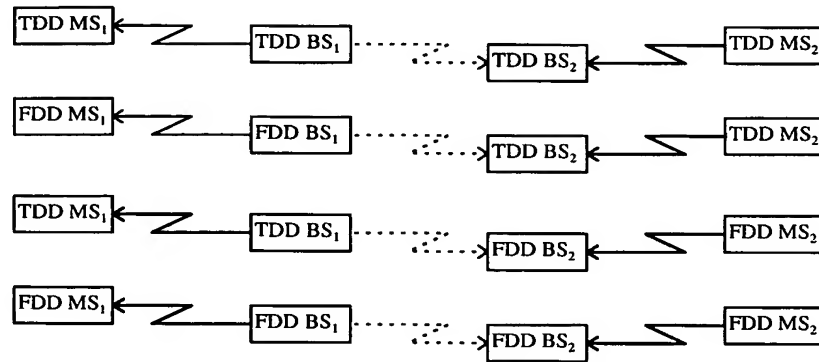 TDD MS₁ TDD BS₁ TDD BS₂ TDD MS₂
FDD MS₁ FDD BS₁ TDD BS₂ TDD MS₂
TDD MS₁ TDD BS₁ FDD BS₂ FDD MS₂
FDD MS₁ FDD BS₁ FDD BS₂ FDD MS₂